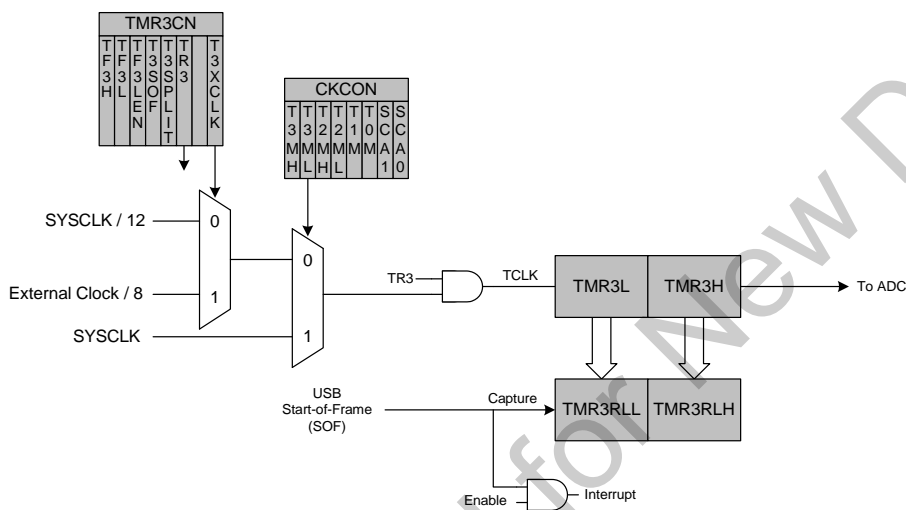 TMR3CN
TF3H
TF3L
TF3LEN
T3SOF
T3SPLIT
TR3
T3XCLK
CKCON
T3MH
T3ML
T2MH
T2ML
T1M
T0M
SCA1
SCA0
SYSCLK / 12
0
External Clock / 8
1
SYSCLK
0
1
TR3
TCLK
TMR3L
TMR3H
To ADC
USB
Start-of-Frame
(SOF)
Capture
TMR3RLL
TMR3RLH
Enable
Interrupt
for New D